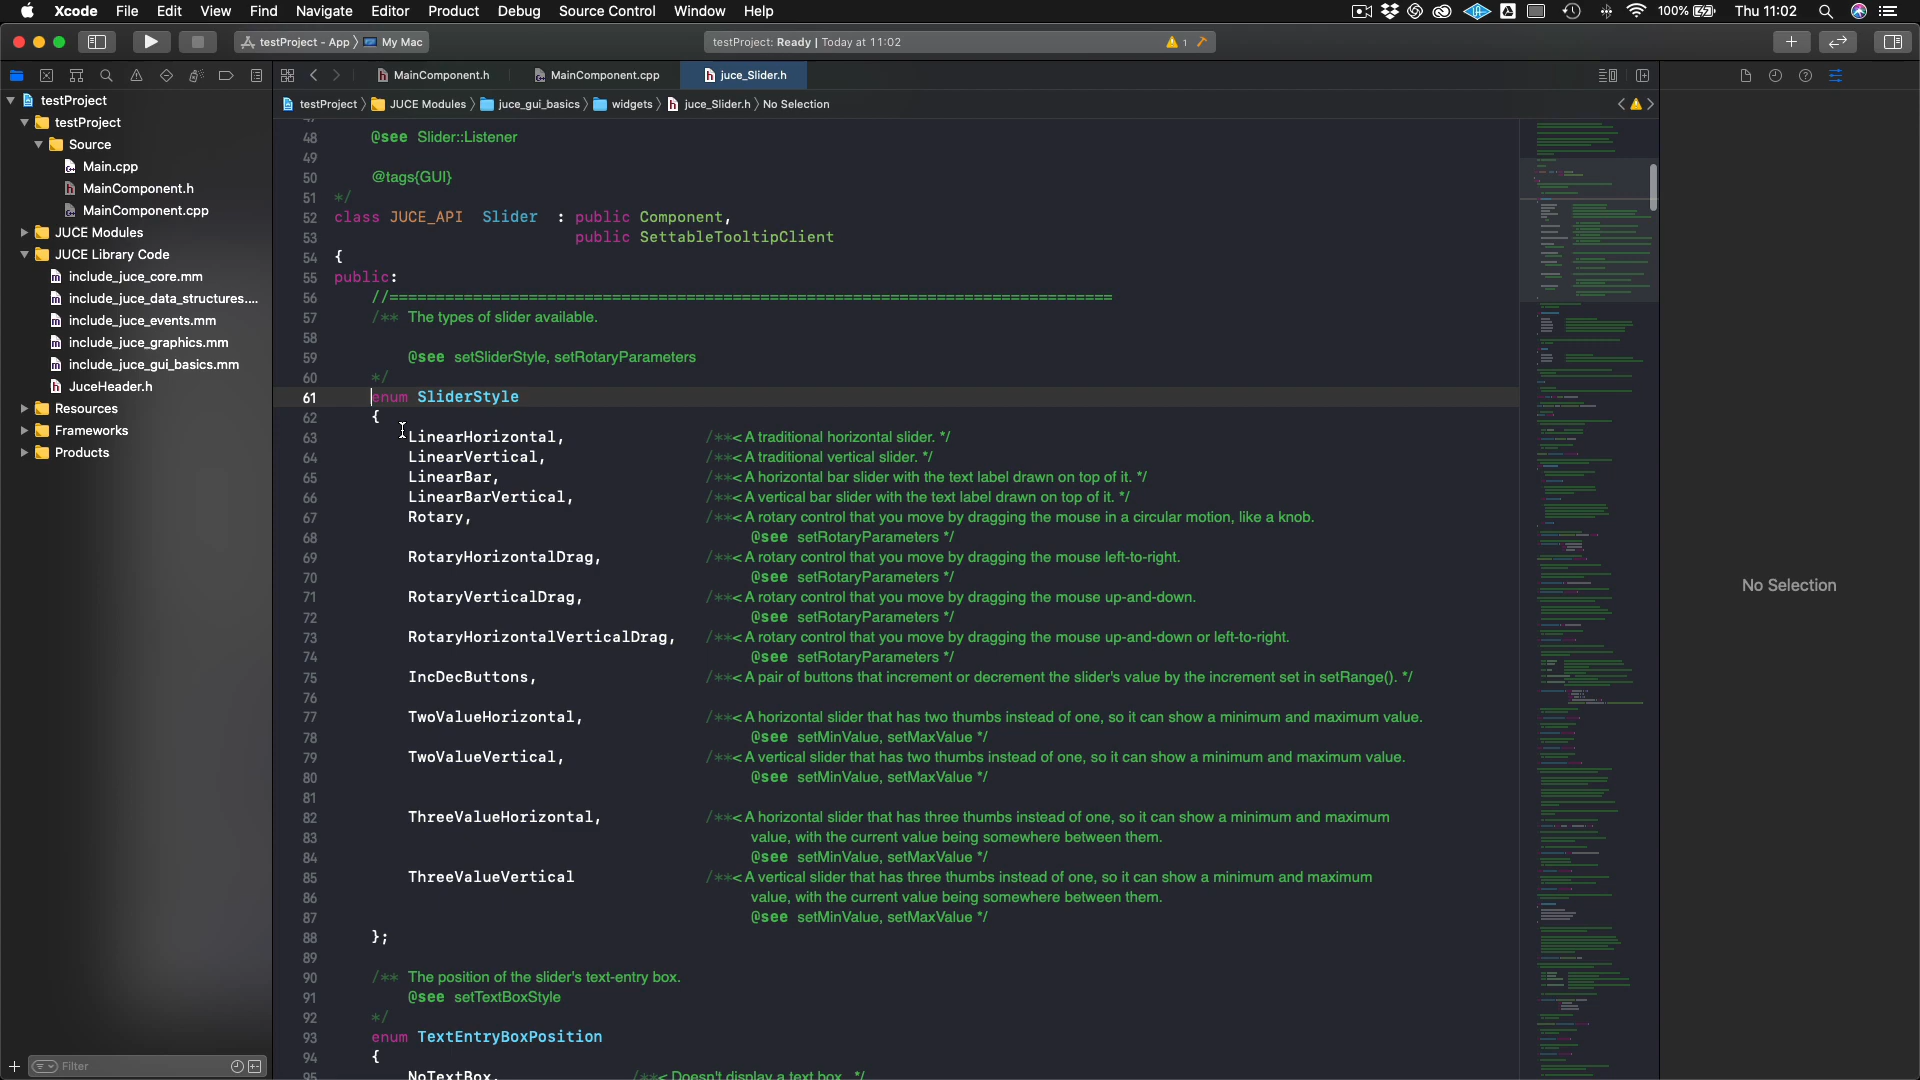 Xcode File Edit View Find Navigate Editor Product Debug Source Control Window Help 100% Thu 11:02
testProject - App 〉 My Mac testProject: Ready | Today at 11:02 1
MainComponent.h MainComponent.cpp juce_Slider.h
testProject 〉 JUCE Modules 〉 juce_gui_basics 〉 widgets 〉 juce_Slider.h 〉 No Selection
testProject
testProject
Source
Main.cpp
MainComponent.h
MainComponent.cpp
JUCE Modules
JUCE Library Code
include_juce_core.mm
include_juce_data_structures....
include_juce_events.mm
include_juce_graphics.mm
include_juce_gui_basics.mm
JuceHeader.h
Resources
Frameworks
Products
Filter
48 @see Slider::Listener
49
50 @tags{GUI}
51 */
52 class JUCE_API Slider : public Component,
53 public SettableTooltipClient
54 {
55 public:
56 //==============================================================================
57 /** The types of slider available.
58
59 @see setSliderStyle, setRotaryParameters
60 */
61 enum SliderStyle
62 {
63 LinearHorizontal, /**< A traditional horizontal slider. */
64 LinearVertical, /**< A traditional vertical slider. */
65 LinearBar, /**< A horizontal bar slider with the text label drawn on top of it. */
66 LinearBarVertical, /**< A vertical bar slider with the text label drawn on top of it. */
67 Rotary, /**< A rotary control that you move by dragging the mouse in a circular motion, like a knob.
68 @see setRotaryParameters */
69 RotaryHorizontalDrag, /**< A rotary control that you move by dragging the mouse left-to-right.
70 @see setRotaryParameters */
71 RotaryVerticalDrag, /**< A rotary control that you move by dragging the mouse up-and-down.
72 @see setRotaryParameters */
73 RotaryHorizontalVerticalDrag, /**< A rotary control that you move by dragging the mouse up-and-down or left-to-right.
74 @see setRotaryParameters */
75 IncDecButtons, /**< A pair of buttons that increment or decrement the slider's value by the increment set in setRange(). */
76
77 TwoValueHorizontal, /**< A horizontal slider that has two thumbs instead of one, so it can show a minimum and maximum value.
78 @see setMinValue, setMaxValue */
79 TwoValueVertical, /**< A vertical slider that has two thumbs instead of one, so it can show a minimum and maximum value.
80 @see setMinValue, setMaxValue */
81
82 ThreeValueHorizontal, /**< A horizontal slider that has three thumbs instead of one, so it can show a minimum and maximum
83 value, with the current value being somewhere between them.
84 @see setMinValue, setMaxValue */
85 ThreeValueVertical /**< A vertical slider that has three thumbs instead of one, so it can show a minimum and maximum
86 value, with the current value being somewhere between them.
87 @see setMinValue, setMaxValue */
88 };
89
90 /** The position of the slider's text-entry box.
91 @see setTextBoxStyle
92 */
93 enum TextEntryBoxPosition
94 {
95 NoTextBox, /**< Doesn't display a text box. */
No Selection